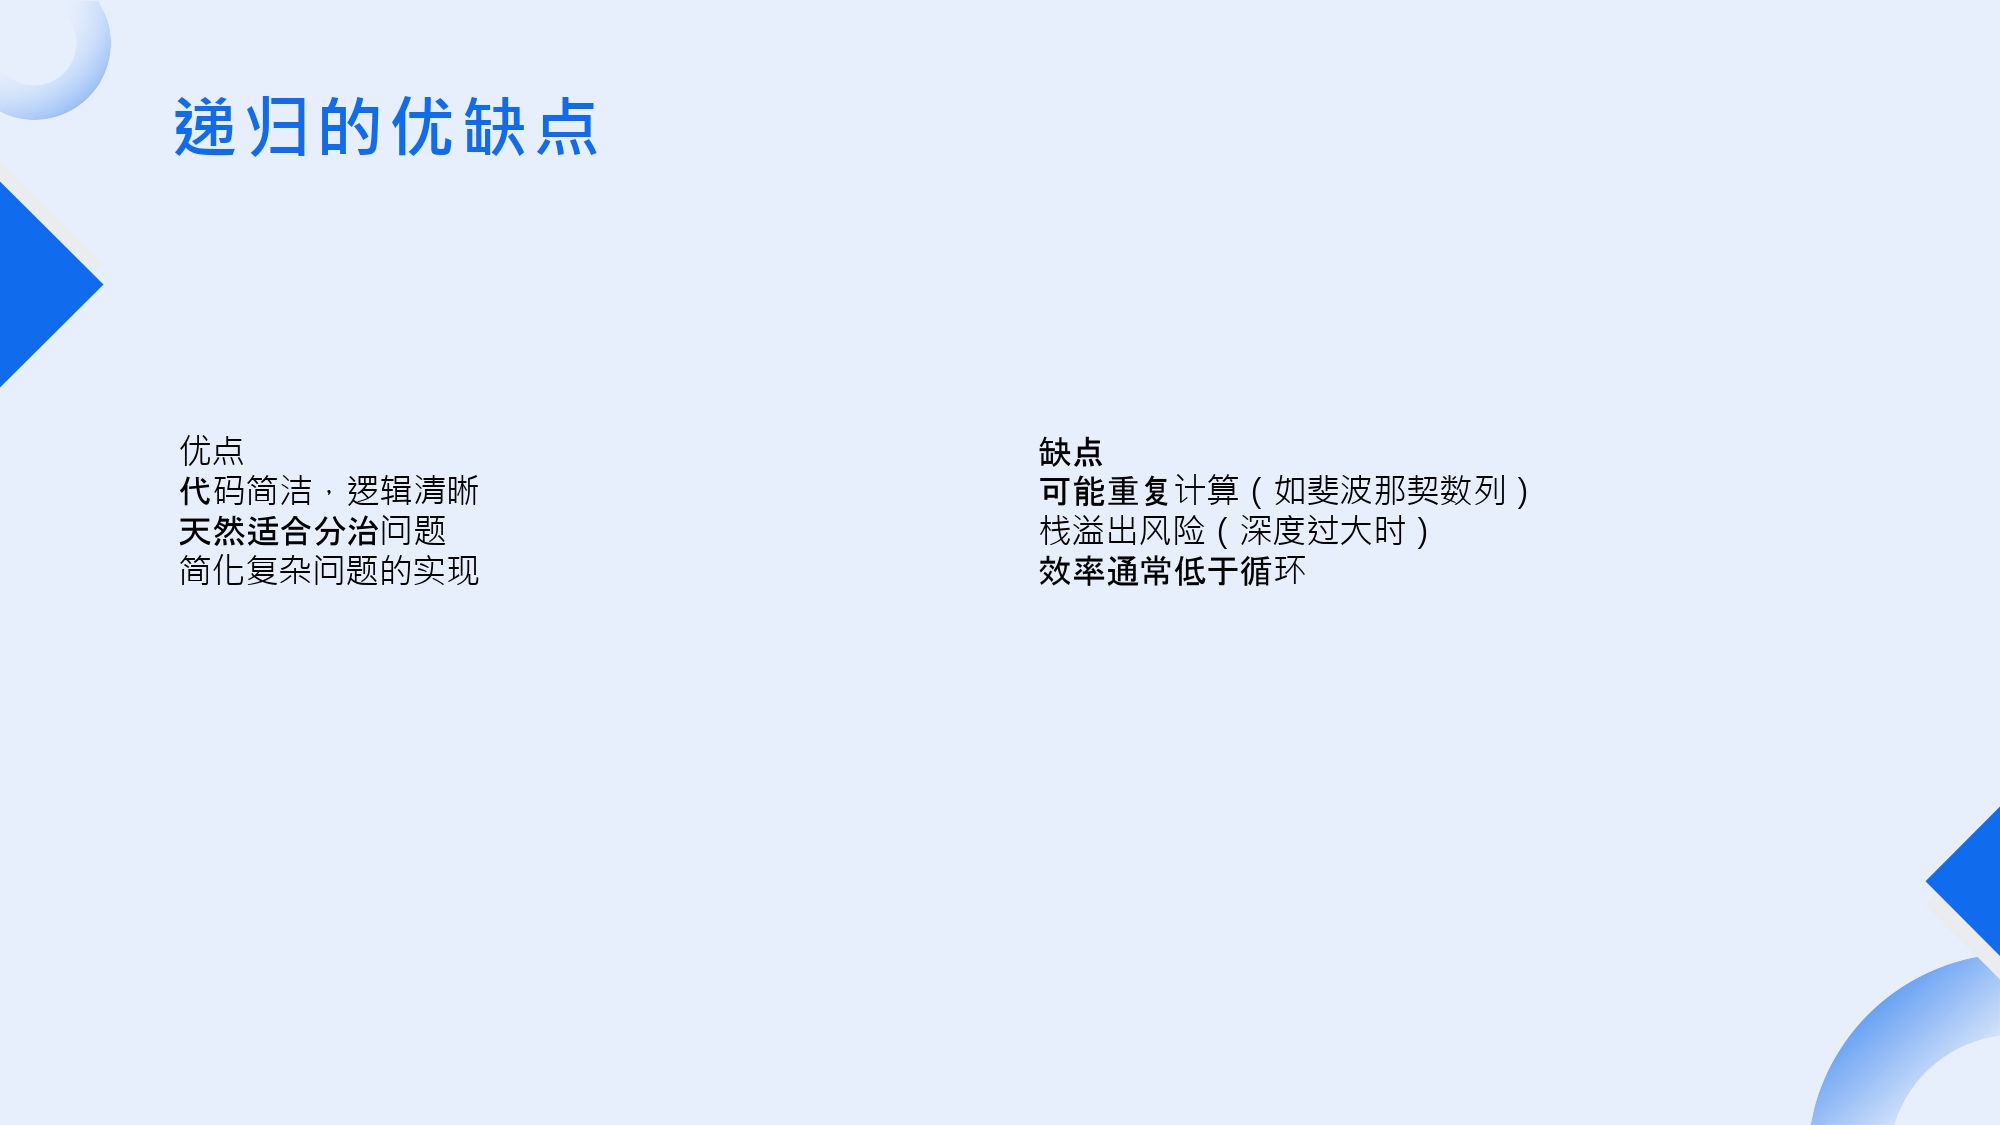 递归的优缺点
优点
代码简洁，逻辑清晰
天然适合分治问题
简化复杂问题的实现
缺点
可能重复计算（如斐波那契数列）
栈溢出风险（深度过大时）
效率通常低于循环